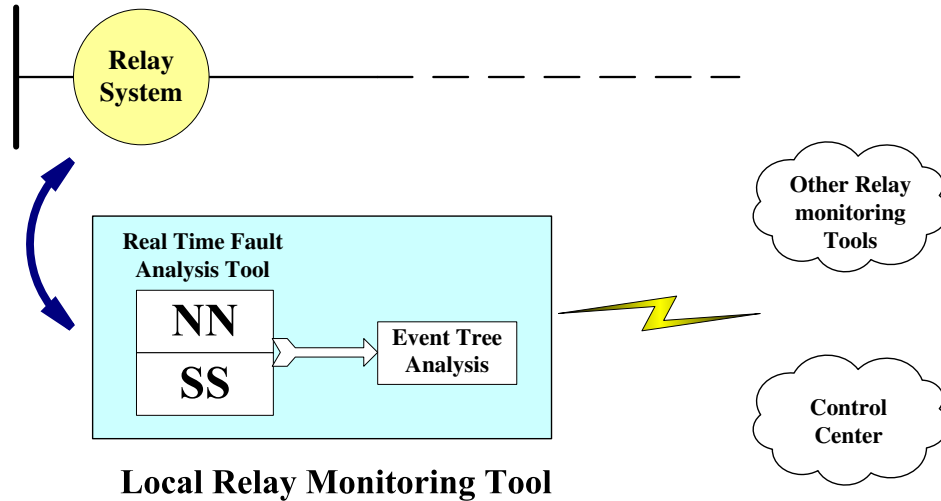 Relay
System
Other Relay
monitoring
Tools
Real Time Fault
Analysis Tool
NN
SS
Event Tree
Analysis
Control
Center
Local Relay Monitoring Tool